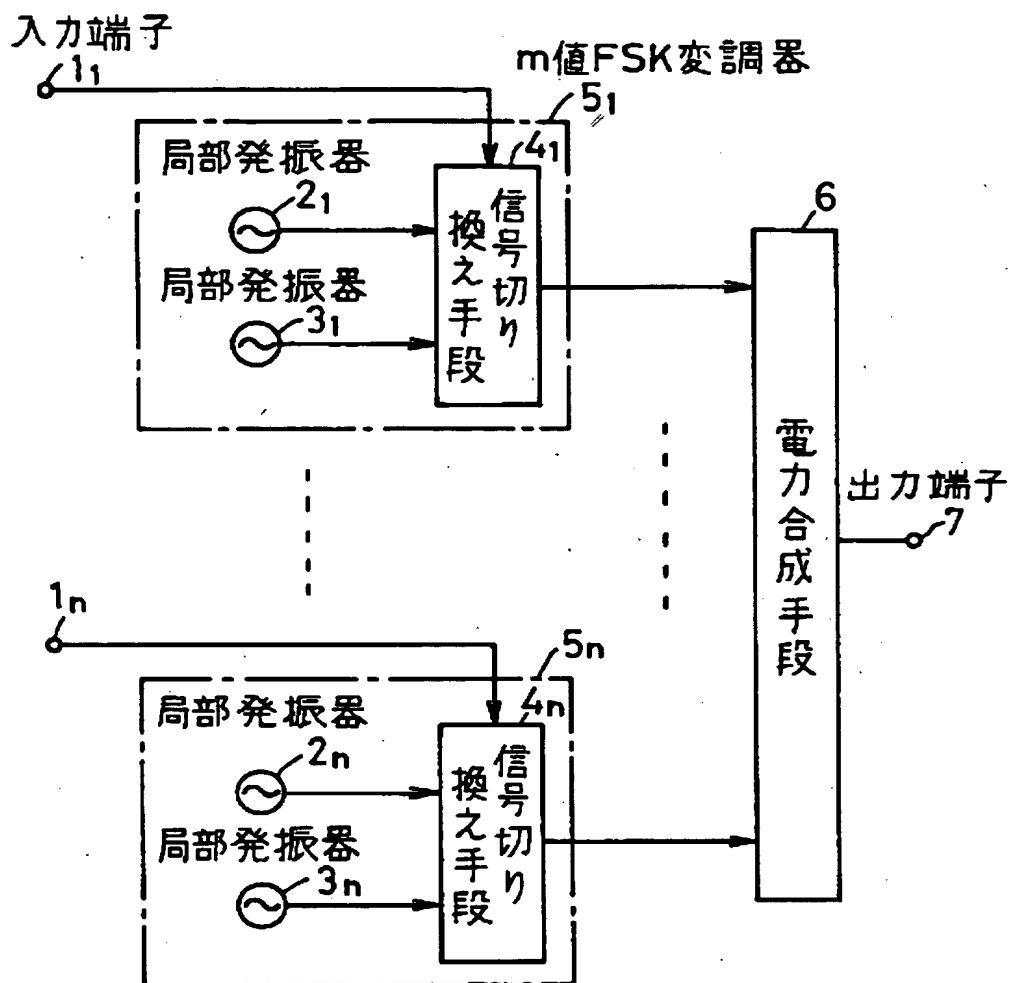 入力端子
1₁
m値FSK変調器
5₁
局部発振器
2₁
局部発振器
3₁
4₁
信号切り
換え手段
6
電力合成手段
出力端子
7
1n
5n
局部発振器
2n
局部発振器
3n
4n
信号切り
換え手段